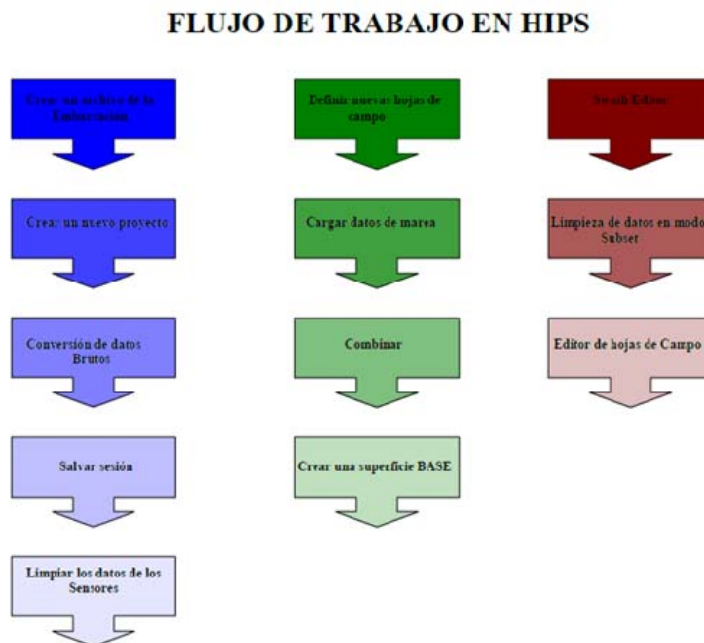 FLUJO DE TRABAJO EN HIPS
Crear un archivo de la
Embarcación
Crear un nuevo proyecto
Conversión de datos
Brutos
Salvar sesión
Limpiar los datos de los
Sensores
Definir nuevas hojas de
campo
Cargar datos de marea
Combinar
Crear una superficie BASE
Swath Editor
Limpieza de datos en modo
Subset
Editor de hojas de Campo